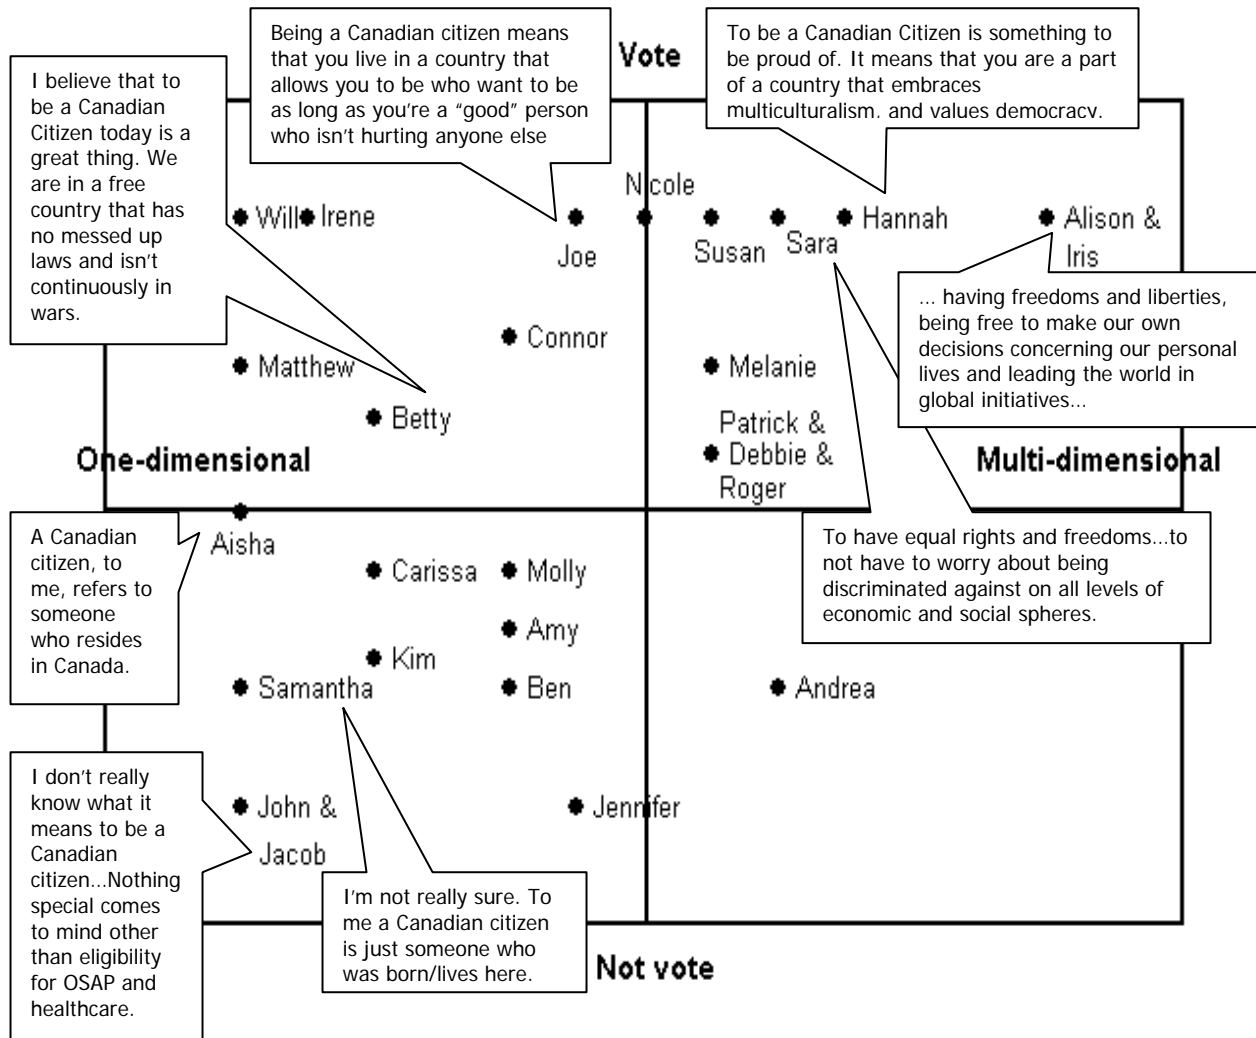 Being a Canadian citizen means
that you live in a country that
allows you to be who want to be
as long as you're a “good” person
who isn't hurting anyone else
Vote
To be a Canadian Citizen is something to
be proud of. It means that you are a part
of a country that embraces
multiculturalism. and values democracy.
I believe that to
be a Canadian
Citizen today is a
great thing. We
are in a free
country that has
no messed up
laws and isn't
continuously in
wars.
Will
Irene
Joe
Nicole
Susan
Sara
Hannah
Alison &
Iris
... having freedoms and liberties,
being free to make our own
decisions concerning our personal
lives and leading the world in
global initiatives...
Connor
Matthew
Melanie
Betty
Patrick &
Debbie &
Roger
One-dimensional
Multi-dimensional
Aisha
A Canadian
citizen, to
me, refers to
someone
who resides
in Canada.
Carissa
Molly
To have equal rights and freedoms...to
not have to worry about being
discriminated against on all levels of
economic and social spheres.
Amy
Kim
Samantha
Ben
Andrea
I don't really
know what it
means to be a
Canadian
citizen...Nothing
special comes
to mind other
than eligibility
for OSAP and
healthcare.
John &
Jacob
Jennifer
I'm not really sure. To
me a Canadian citizen
is just someone who
was born/lives here.
Not vote